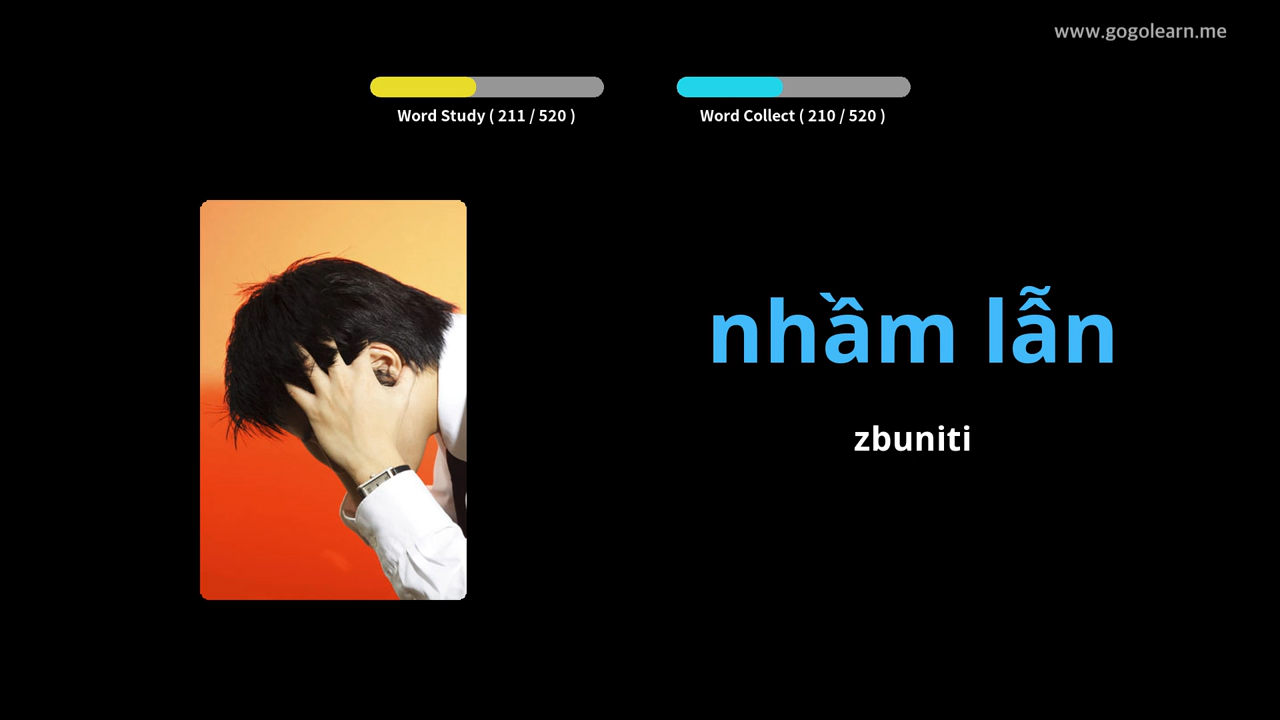 www.gogolearn.me
Word Study ( 211 / 520 )
Word Collect ( 210 / 520 )
nhầm lẫn
zbuniti